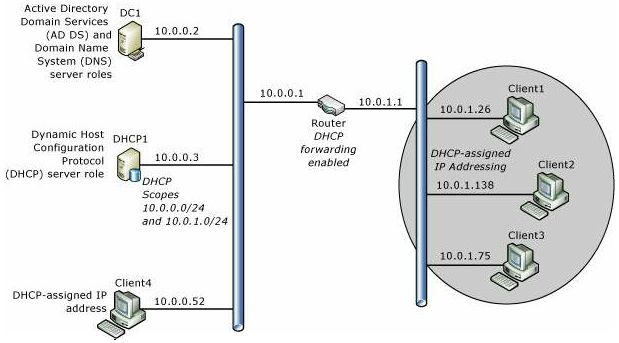 Active Directory
Domain Services
(AD DS) and
Domain Name
System (DNS)
server roles
DC1
10.0.0.2
Dynamic Host
Configuration
Protocol
(DHCP) server role
DHCP1
10.0.0.3
DHCP
Scopes
10.0.0.0/24
and 10.0.1.0/24
Client4
DHCP-assigned IP
address
10.0.0.52
10.0.0.1
Router
DHCP
forwarding
enabled
10.0.1.1
Client1
10.0.1.26
DHCP-assigned
IP Addressing
Client2
10.0.1.138
Client3
10.0.1.75